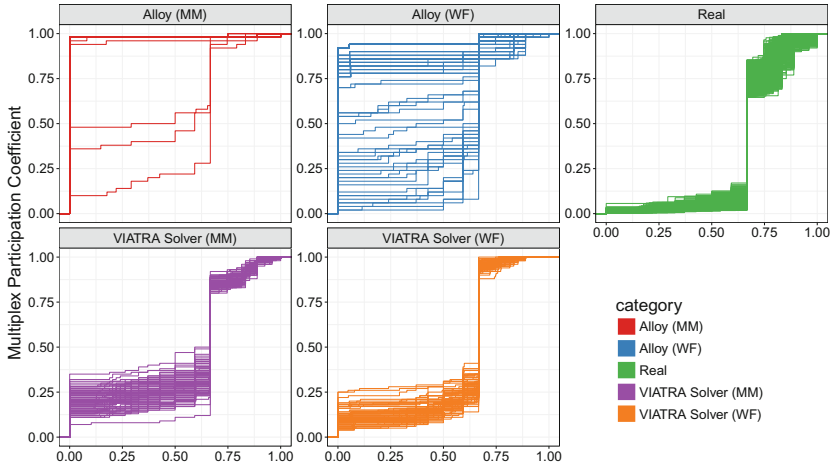 Alloy (MM)
Alloy (WF)
Real
1.00
0.75
0.50
0.25
0.00
1.00
0.75
0.50
0.25
0.00
1.00
0.75
0.50
0.25
0.00
0.00 0.25 0.50 0.75 1.00
Multiplex Participation Coefficient
VIATRA Solver (MM)
VIATRA Solver (WF)
1.00
0.75
0.50
0.25
0.00
1.00
0.75
0.50
0.25
0.00
0.00 0.25 0.50 0.75 1.00
0.00 0.25 0.50 0.75 1.00
category
Alloy (MM)
Alloy (WF)
Real
VIATRA Solver (MM)
VIATRA Solver (WF)